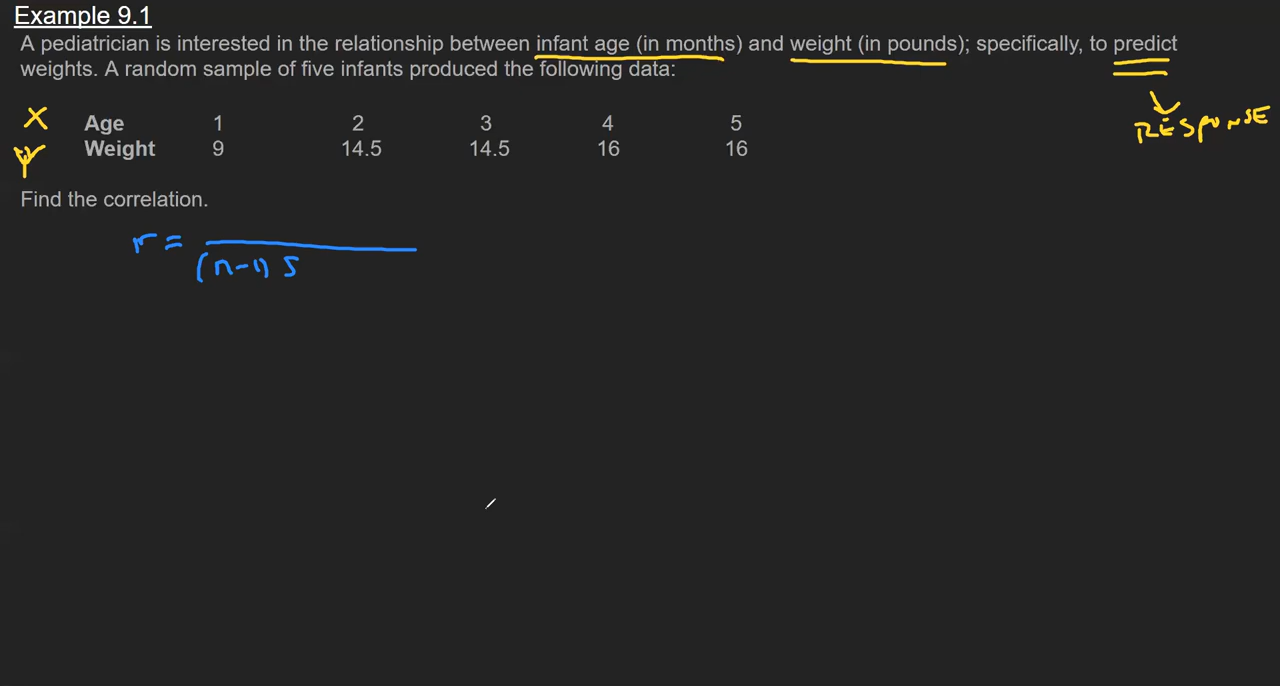 Example 9.1
A pediatrician is interested in the relationship between infant age (in months) and weight (in pounds); specifically, to predict
weights. A random sample of five infants produced the following data:
RESPONSE
X Age 1 2 3 4 5
Y Weight 9 14.5 14.5 16 16
Find the correlation.
r =
(n-1) S